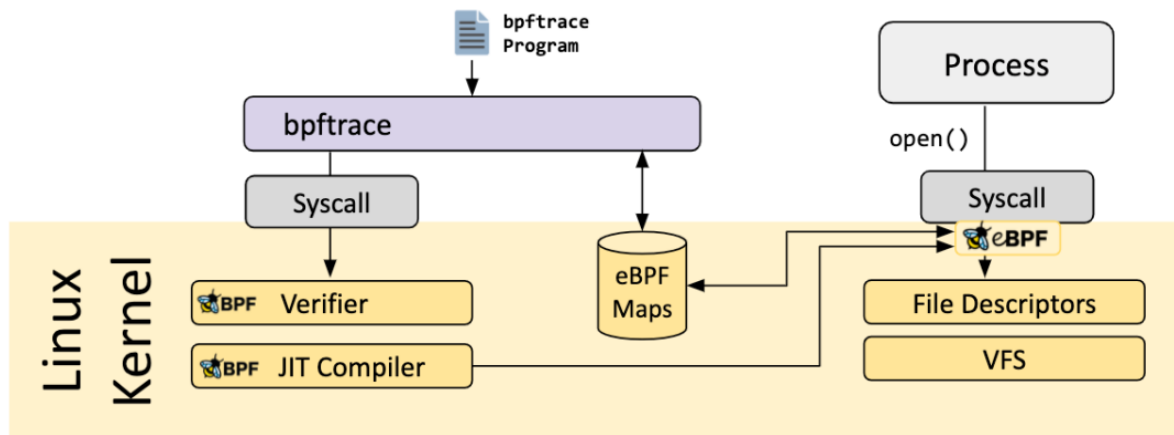 bpftrace
Program
Process
bpftrace
open()
Syscall
Syscall
eBPF
Linux
Kernel
BPF Verifier
eBPF
Maps
File Descriptors
BPF JIT Compiler
VFS